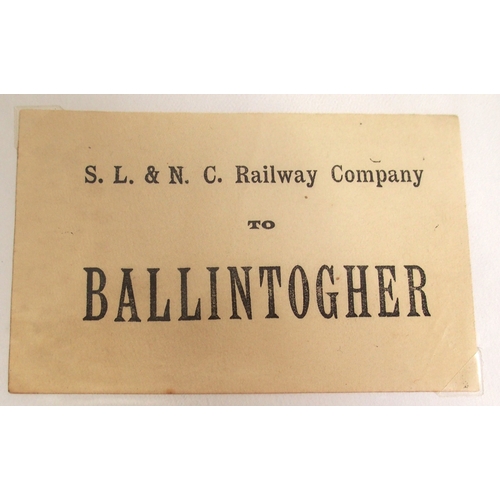 S. L. & N. C. Railway Company
TO
BALLINTOGHER